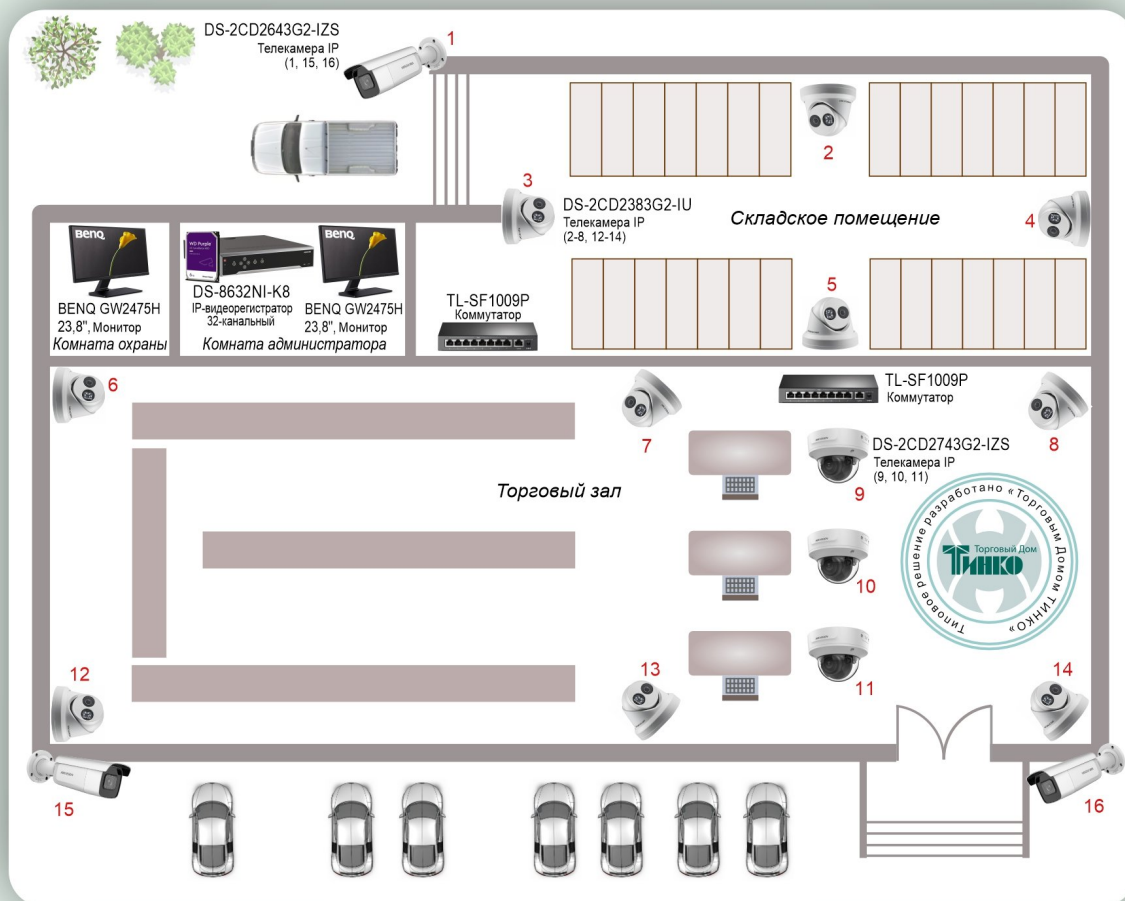 DS-2CD2643G2-IZS
Телекамера IP
(1, 15, 16)
1
2
3
DS-2CD2383G2-IU
Телекамера IP
(2-8, 12-14)
Складское помещение
4
BENQ
BENQ GW2475H
23,8", Монитор
Комната охраны
WD Purple
DS-8632NI-K8
IP-видеорегистратор
32-канальный
BENQ
BENQ GW2475H
23,8", Монитор
Комната администратора
TL-SF1009P
Коммутатор
5
6
7
TL-SF1009P
Коммутатор
8
DS-2CD2743G2-IZS
Телекамера IP
(9, 10, 11)
9
Торговый зал
10
11
Типовое решение разработано «Торговым Домом ТИНКО»
Торговый Дом
ТИНКО
12
13
14
15
16